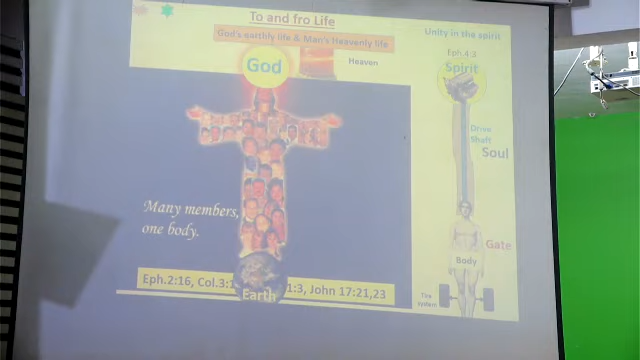 To and fro Life
God's earthly life & Man's Heavenly life
Unity in the spirit
Eph.4:3
God
Heaven
Spirit
Drive
Shaft
Soul
Many members,
one body.
Gate
Body
Eph.2:16, Col.3:1
1:3, John 17:21,23
Earth
The
system